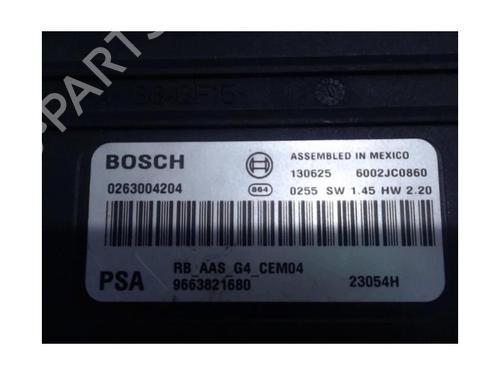 PARTS
BOSCH
ASSEMBLED IN MEXICO
130625 6002JC0860
0263004204
864
0255 SW 1.45 HW 2.20
PSA
RB_AAS_G4_CEM04
9663821680
23054H